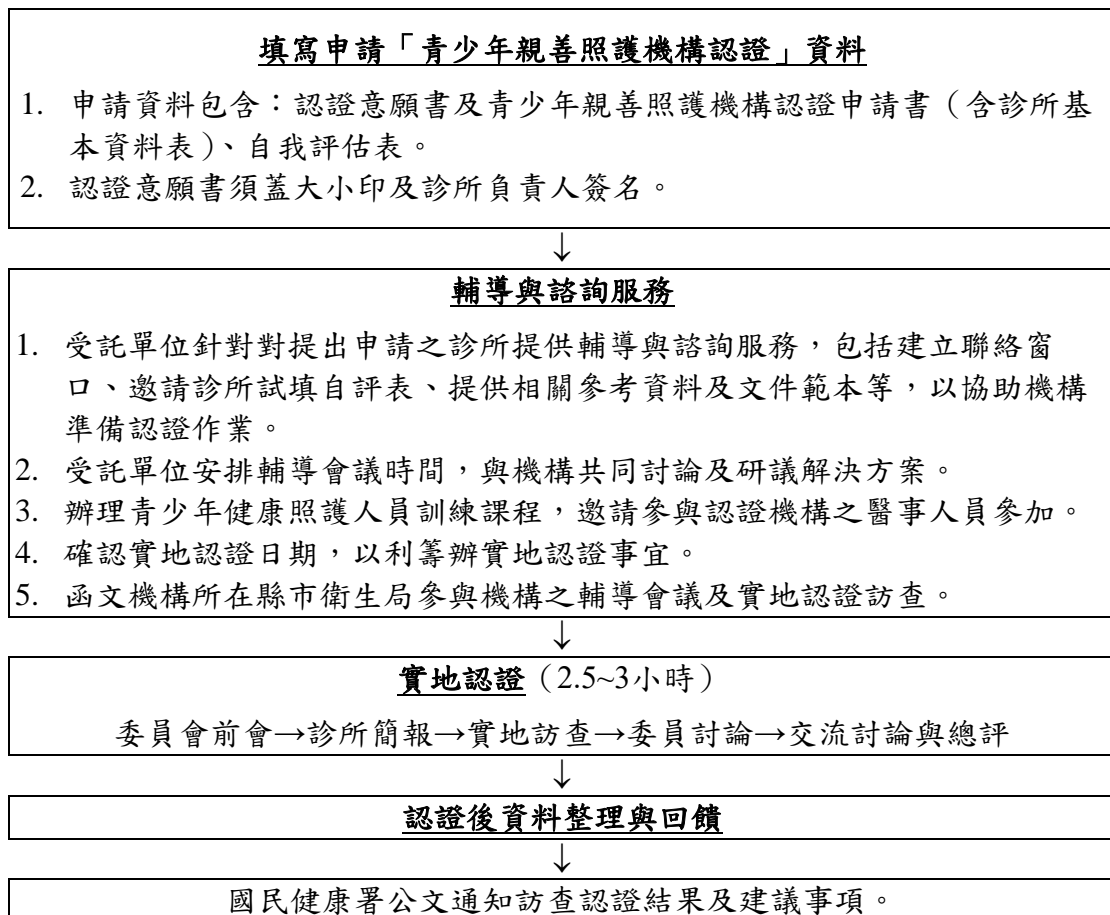 填寫申請「青少年親善照護機構認證」資料
1. 申請資料包含：認證意願書及青少年親善照護機構認證申請書（含診所基
本資料表）、自我評估表。
2. 認證意願書須蓋大小印及診所負責人簽名。
↓
輔導與諮詢服務
1. 受託單位針對對提出申請之診所提供輔導與諮詢服務，包括建立聯絡窗
口、邀請診所試填自評表、提供相關參考資料及文件範本等，以協助機構
準備認證作業。
2. 受託單位安排輔導會議時間，與機構共同討論及研議解決方案。
3. 辦理青少年健康照護人員訓練課程，邀請參與認證機構之醫事人員參加。
4. 確認實地認證日期，以利籌辦實地認證事宜。
5. 函文機構所在縣市衛生局參與機構之輔導會議及實地認證訪查。
↓
實地認證（2.5~3小時）
委員會前會→診所簡報→實地訪查→委員討論→交流討論與總評
↓
認證後資料整理與回饋
↓
國民健康署公文通知訪查認證結果及建議事項。